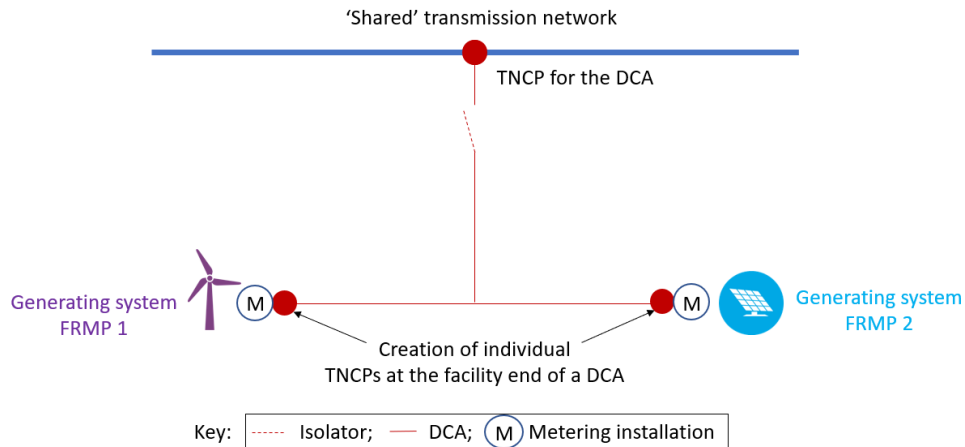 ‘Shared’ transmission network
TNCP for the DCA
Generating system
FRMP 1
M
M
Generating system
FRMP 2
Creation of individual
TNCPs at the facility end of a DCA
Key: Isolator; DCA; M Metering installation